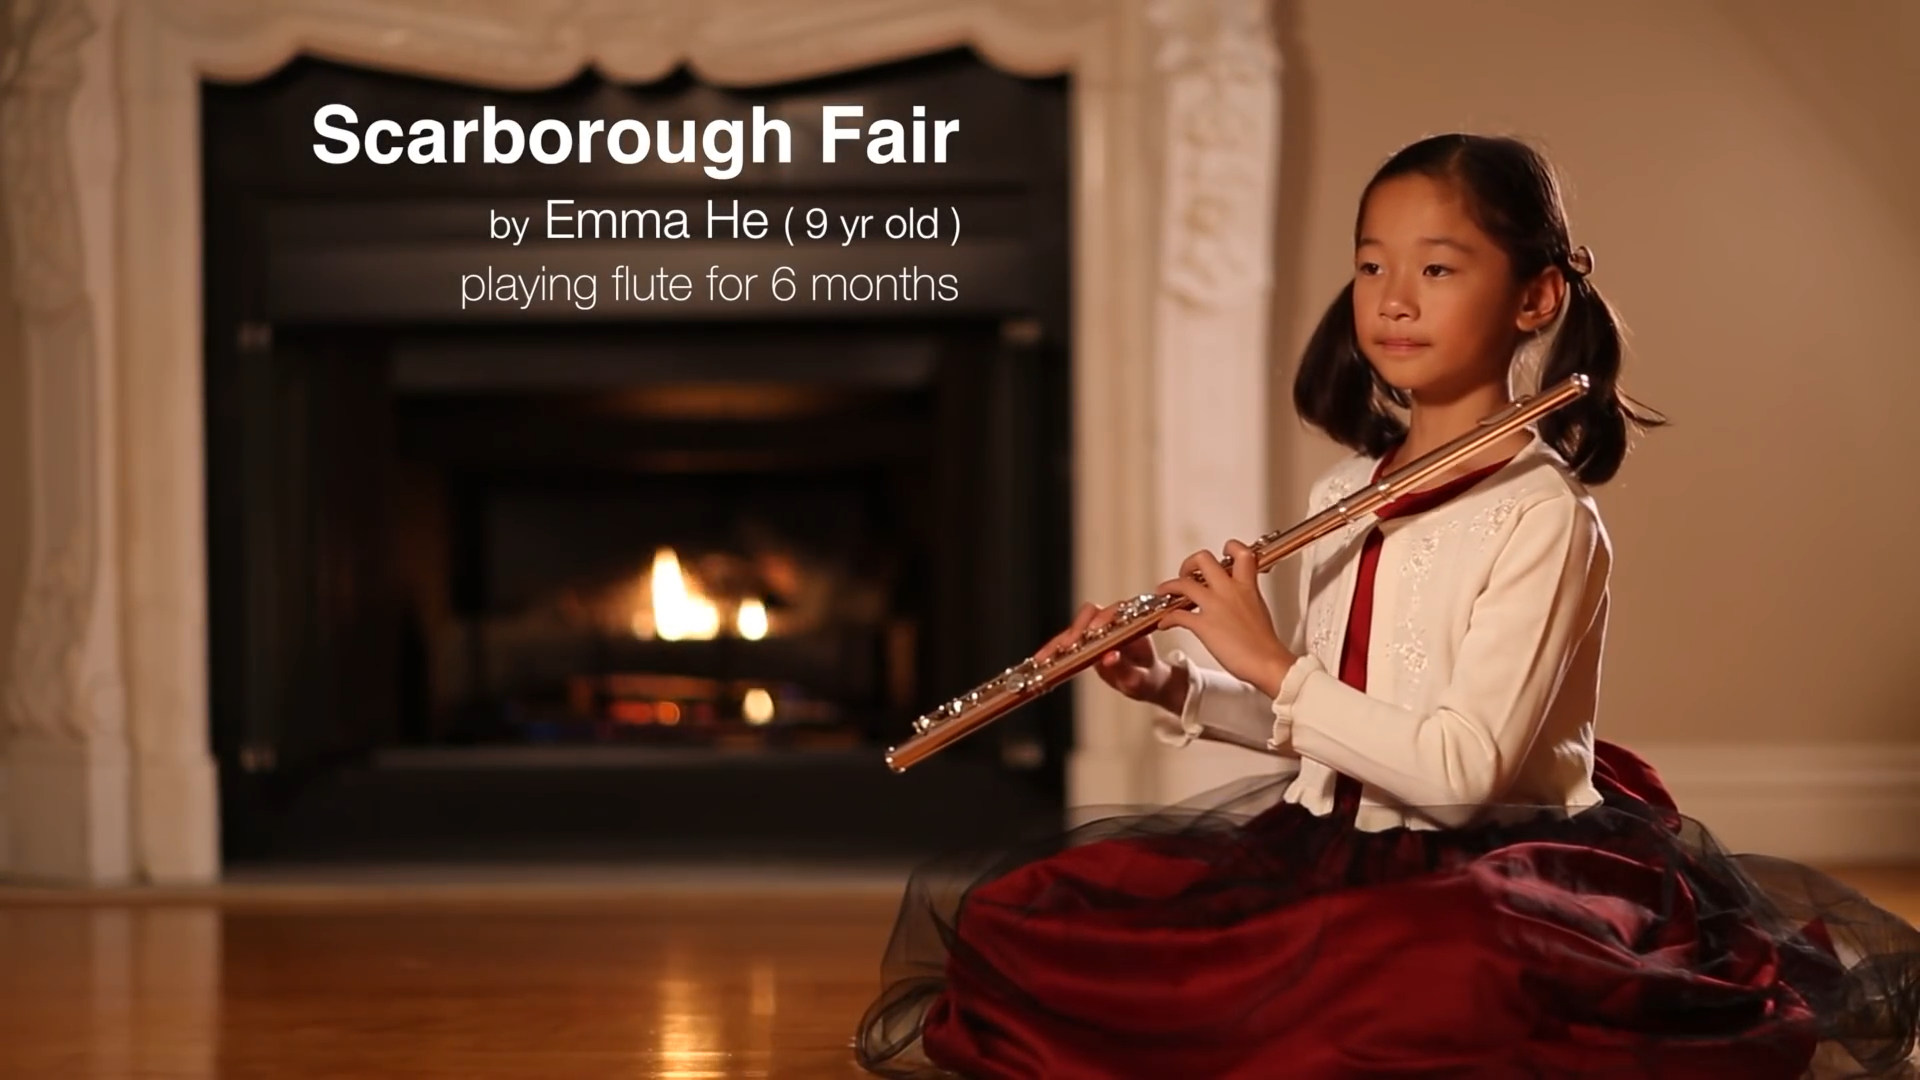 Scarborough Fair
by Emma He ( 9 yr old )
playing flute for 6 months